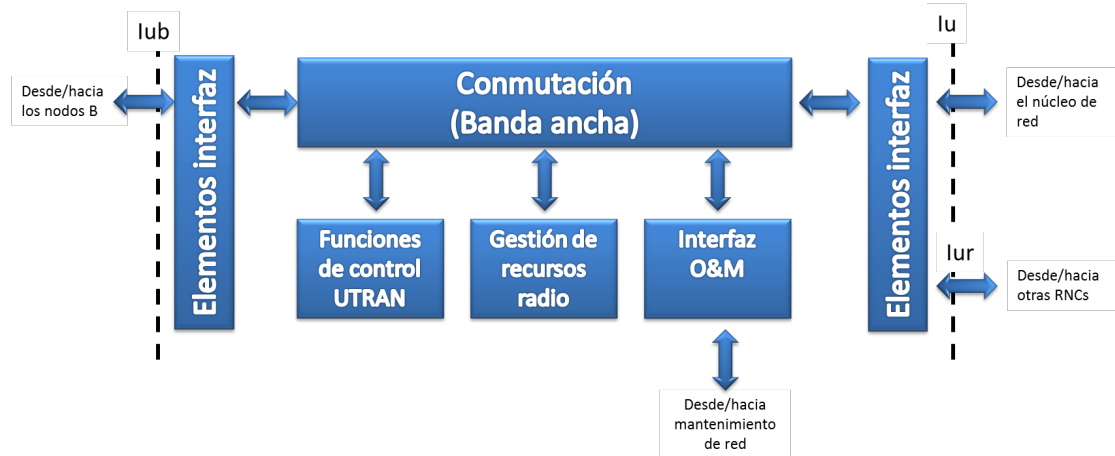 Iub
Iu
Desde/hacia
los nodos B
Elementos interfaz
Conmutación
(Banda ancha)
Elementos interfaz
Desde/hacia
el núcleo de
red
Funciones
de control
UTRAN
Gestión de
recursos
radio
Interfaz
O&M
Iur
Desde/hacia
otras RNCs
Desde/hacia
mantenimiento
de red